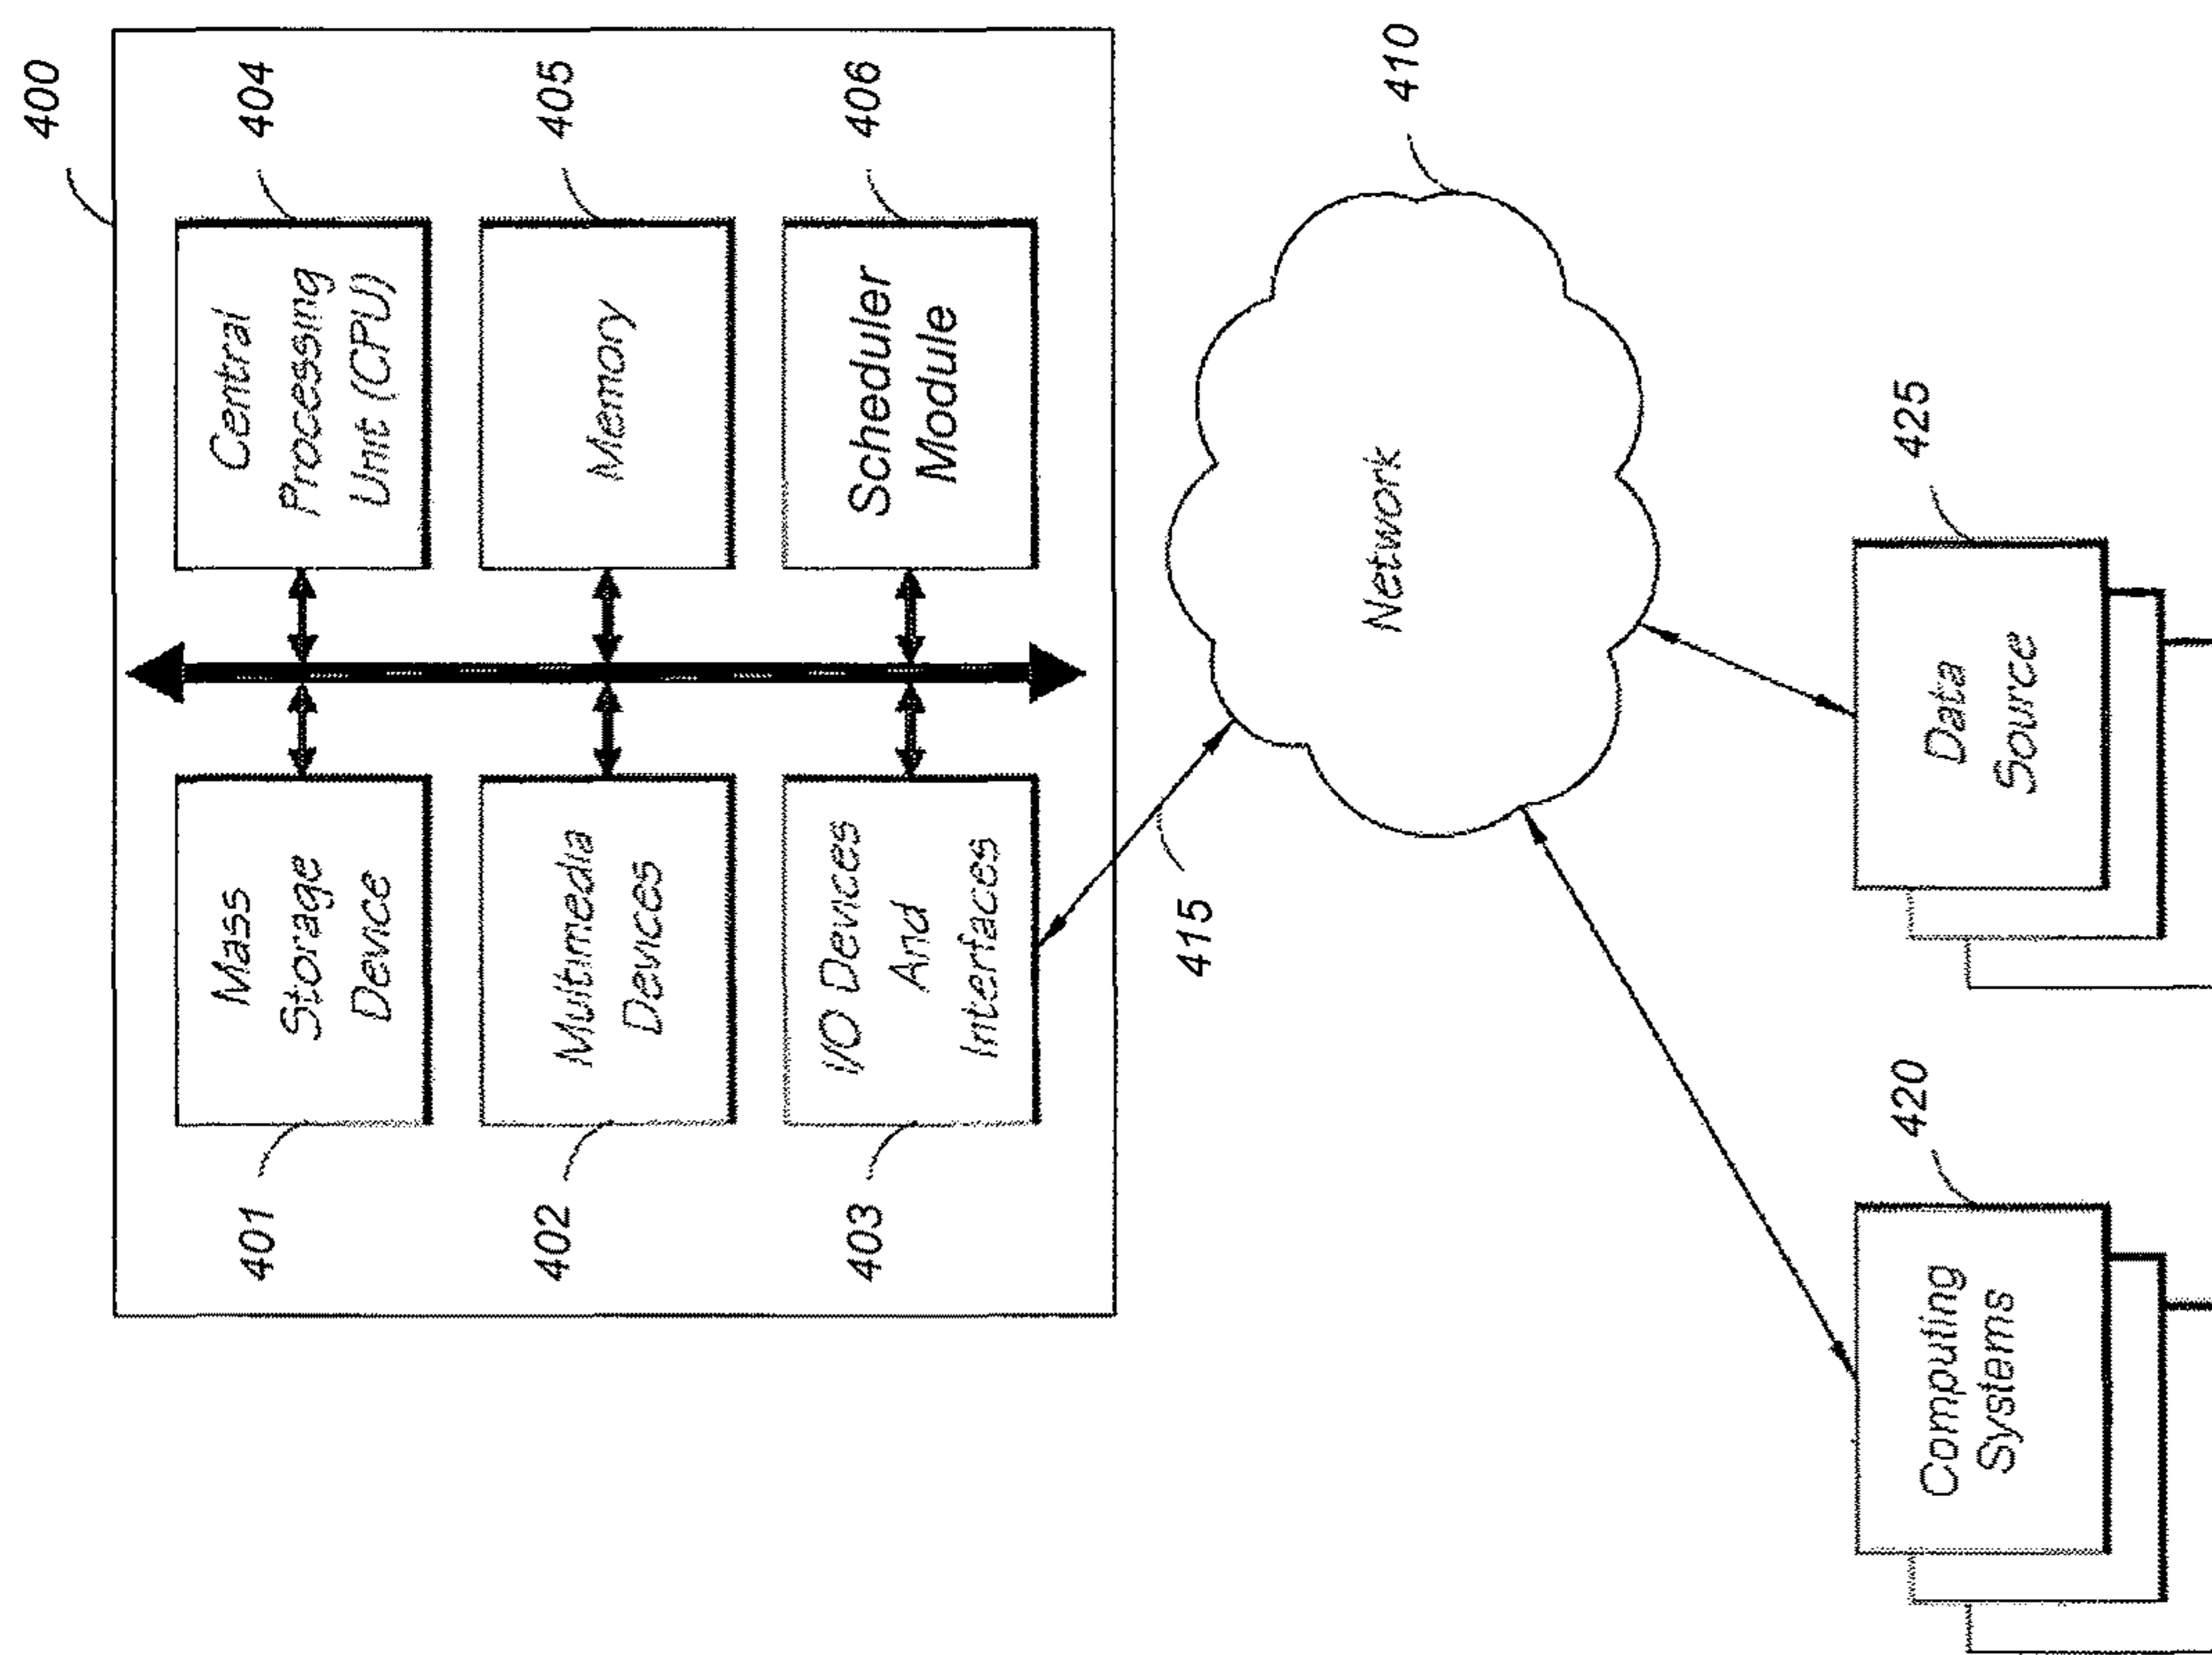 400
401
Mass
Storage
Device
404
Central
Processing
Unit (CPU)
402
Multimedia
Devices
405
Memory
403
I/O Devices
And
Interfaces
406
Scheduler
Module
415
410
Network
420
Computing
Systems
425
Data
Source